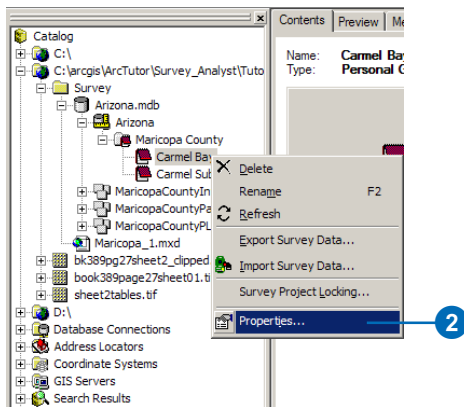 Contents Preview Me
Catalog
C:\
C:\arcgis\ArcTutor\Survey_Analyst\Tuto
Survey
Arizona.mdb
Arizona
Maricopa County
Carmel Bay
Carmel Sub
MaricopaCountyIn
MaricopaCountyPa
MaricopaCountyPL
Maricopa_1.mxd
bk389pg27sheet2_clipped
book389page27sheet01.ti
sheet2tables.tif
D:\
Database Connections
Address Locators
Coordinate Systems
GIS Servers
Search Results
Name: Carmel Ba
Type: Personal G
Delete
Rename F2
Refresh
Export Survey Data...
Import Survey Data...
Survey Project Locking...
Properties...
2